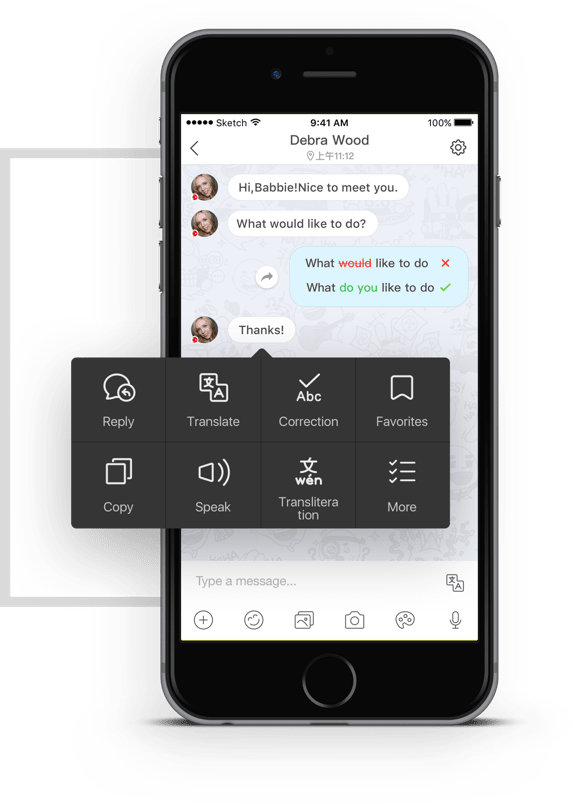 Sketch 9:41 AM 100%
Debra Wood
上午11:12
Hi,Babbie!Nice to meet you.
What would like to do?
What would like to do
What do you like to do
Thanks!
Reply Translate Abc Correction Favorites
Copy Speak 文 wén Translitera
tion More
Type a message...